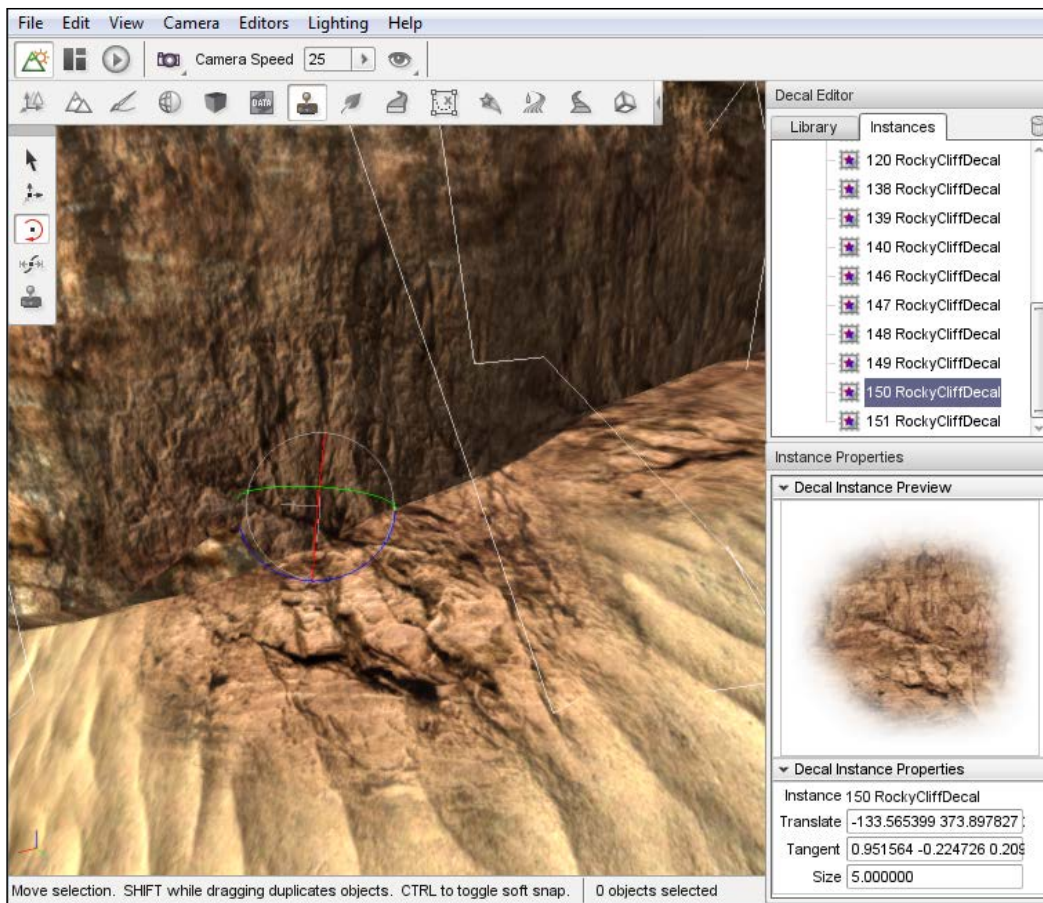 File Edit View Camera Editors Lighting Help
Camera Speed 25
DATA
Decal Editor
Library Instances
120 RockyCliffDecal
138 RockyCliffDecal
139 RockyCliffDecal
140 RockyCliffDecal
146 RockyCliffDecal
147 RockyCliffDecal
148 RockyCliffDecal
149 RockyCliffDecal
150 RockyCliffDecal
151 RockyCliffDecal
Instance Properties
Decal Instance Preview
Decal Instance Properties
Instance 150 RockyCliffDecal
Translate -133.565399 373.897827
Tangent 0.951564 -0.224726 0.209
Size 5.000000
Move selection. SHIFT while dragging duplicates objects. CTRL to toggle soft snap. 0 objects selected